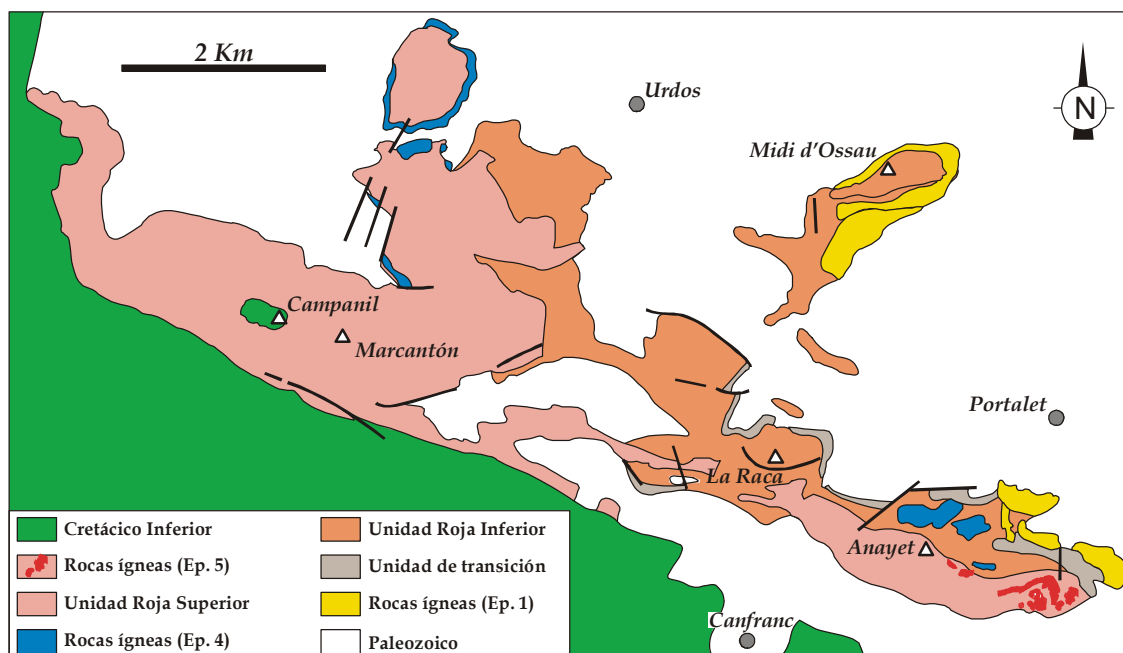 2 Km
Urdos
N
Midi d'Ossau
Campanil
Marcantón
Portalet
La Raca
Anayet
Canfranc
Cretácico Inferior
Rocas ígneas (Ep. 5)
Unidad Roja Superior
Rocas ígneas (Ep. 4)
Unidad Roja Inferior
Unidad de transición
Rocas ígneas (Ep. 1)
Paleozoico